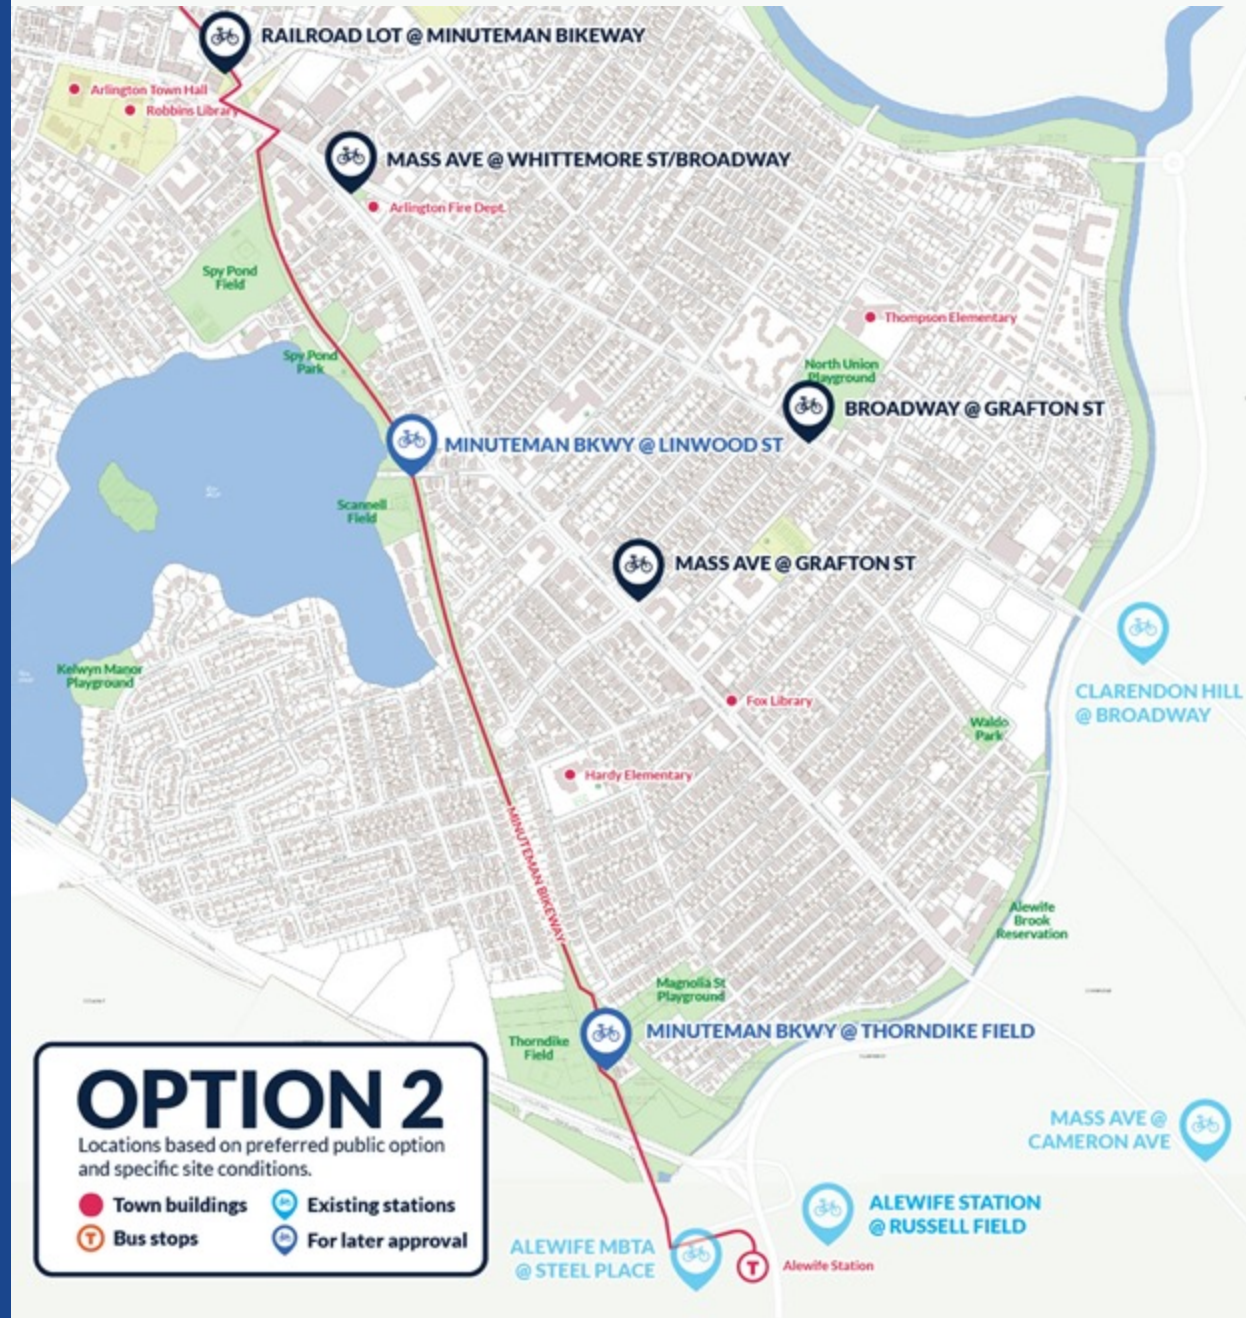 RAILROAD LOT @ MINUTEMAN BIKEWAY
Arlington Town Hall
Robbins Library
MASS AVE @ WHITTEMORE ST/BROADWAY
Arlington Fire Dept.
Spy Pond
Field
Thompson Elementary
Spy Pond
Park
North Union
Playground
BROADWAY @ GRAFTON ST
MINUTEMAN BKWY @ LINWOOD ST
Scannell
Field
MASS AVE @ GRAFTON ST
Kelwyn Manor
Playground
CLARENDON HILL
@ BROADWAY
Fox Library
Waldo
Park
Hardy Elementary
MINUTEMAN BIKEWAY
Alewife
Brook
Reservation
Magnolia St
Playground
MINUTEMAN BKWY @ THORNDIKE FIELD
Thorndike
Field
MASS AVE @
CAMERON AVE
ALEWIFE STATION
@ RUSSELL FIELD
ALEWIFE MBTA
@ STEEL PLACE
T
Alewife Station
OPTION 2
Locations based on preferred public option
and specific site conditions.
Town buildings
Existing stations
T Bus stops
For later approval